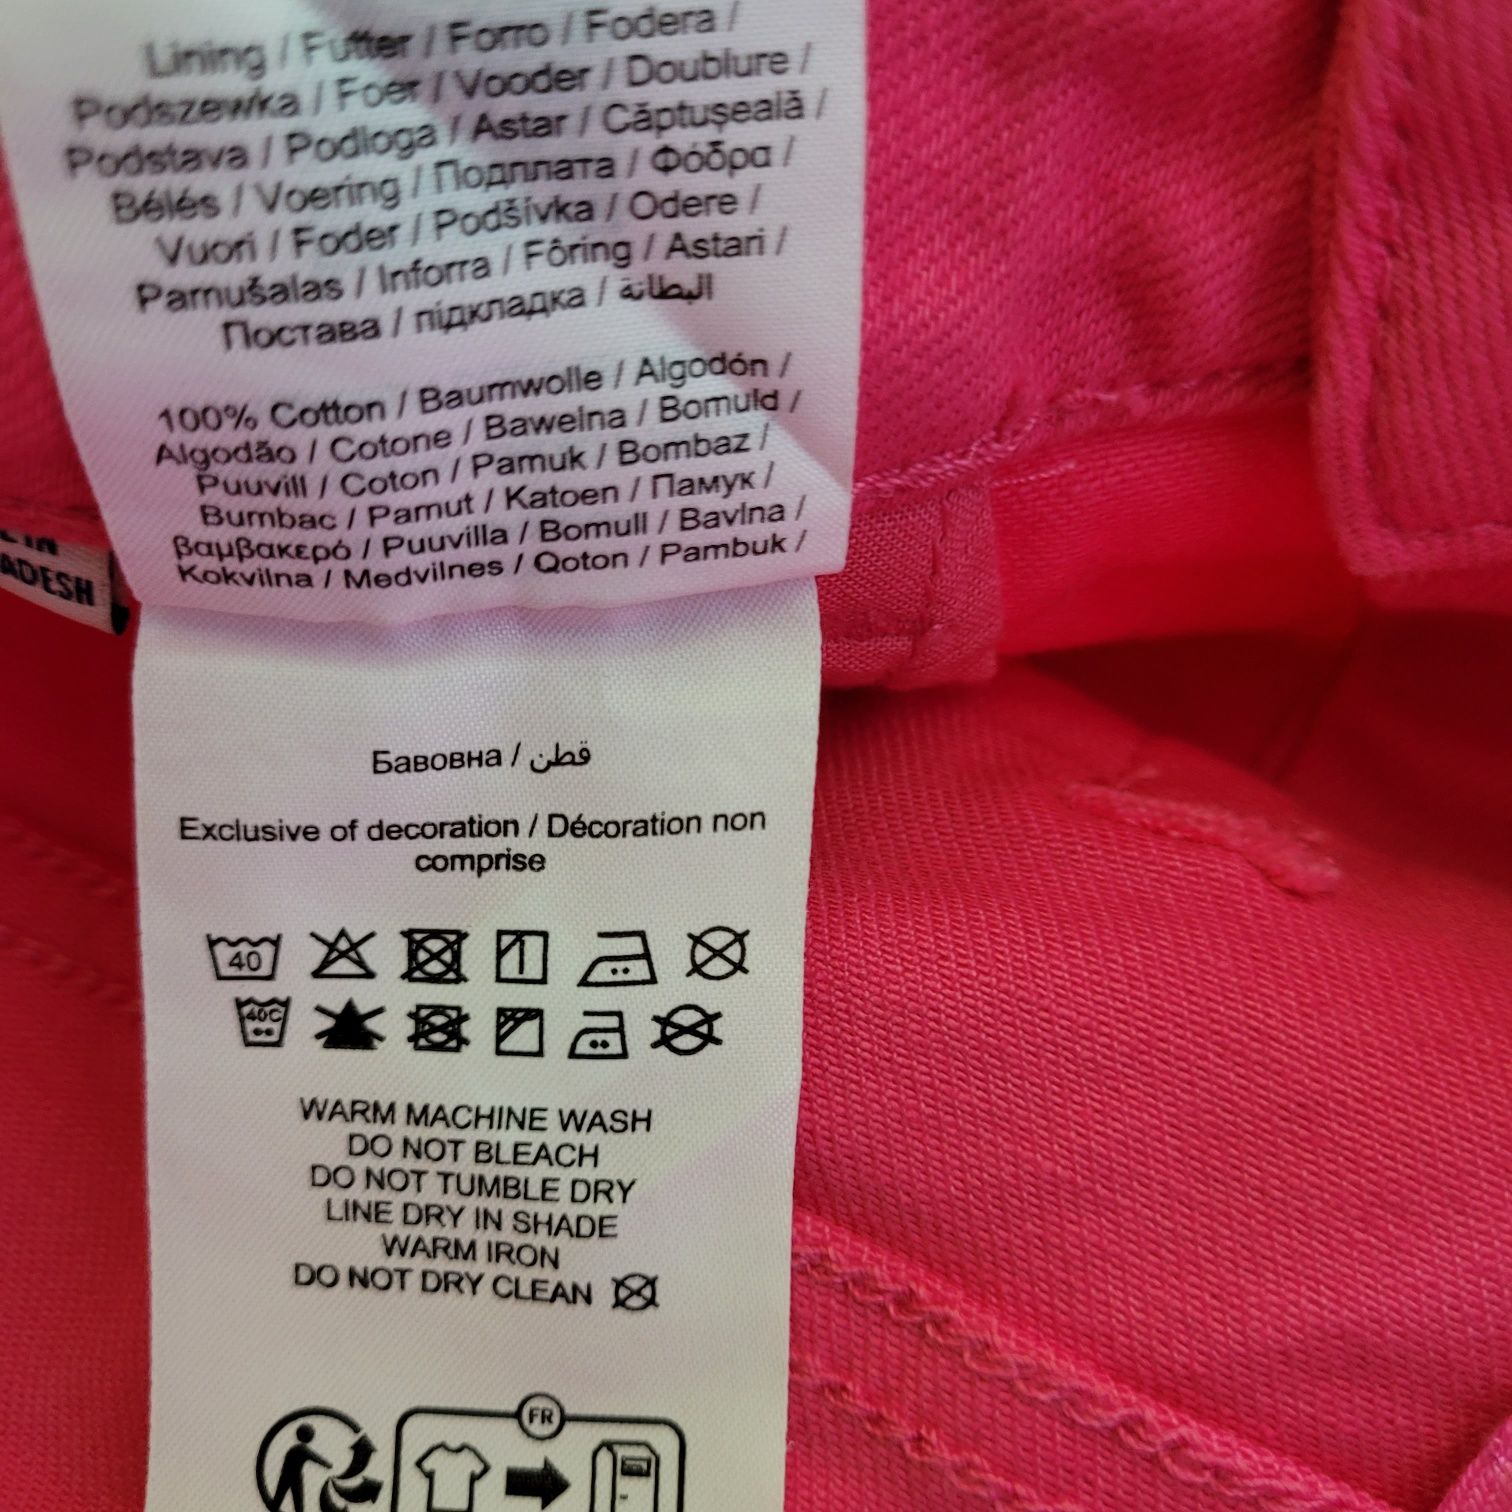 Lining / Futter / Forro / Fodera /
Podszewka / Foer / Vooder / Doublure /
Podstava / Podloga / Astar / Căptuşeală /
Bélés / Voering / Подплата / Φόδρα /
Vuori / Foder / Podšívka / Odere /
Pamušalas / Inforra / Fôring / Astari /
Постава / підкладка / البطانة
100% Cotton / Baumwolle / Algodón /
Algodão / Cotone / Bawelna / Bomuld /
Puuvill / Coton / Pamuk / Bombaz /
Bumbac / Pamut / Katoen / Памук /
βαμβακερό / Puuvilla / Bomull / Bavlna /
Kokvilna / Medvilnes / Qoton / Pambuk /
ADESH
Бавовна / قطن
Exclusive of decoration / Décoration non
comprise
40
40C
WARM MACHINE WASH
DO NOT BLEACH
DO NOT TUMBLE DRY
LINE DRY IN SHADE
WARM IRON
DO NOT DRY CLEAN
FR